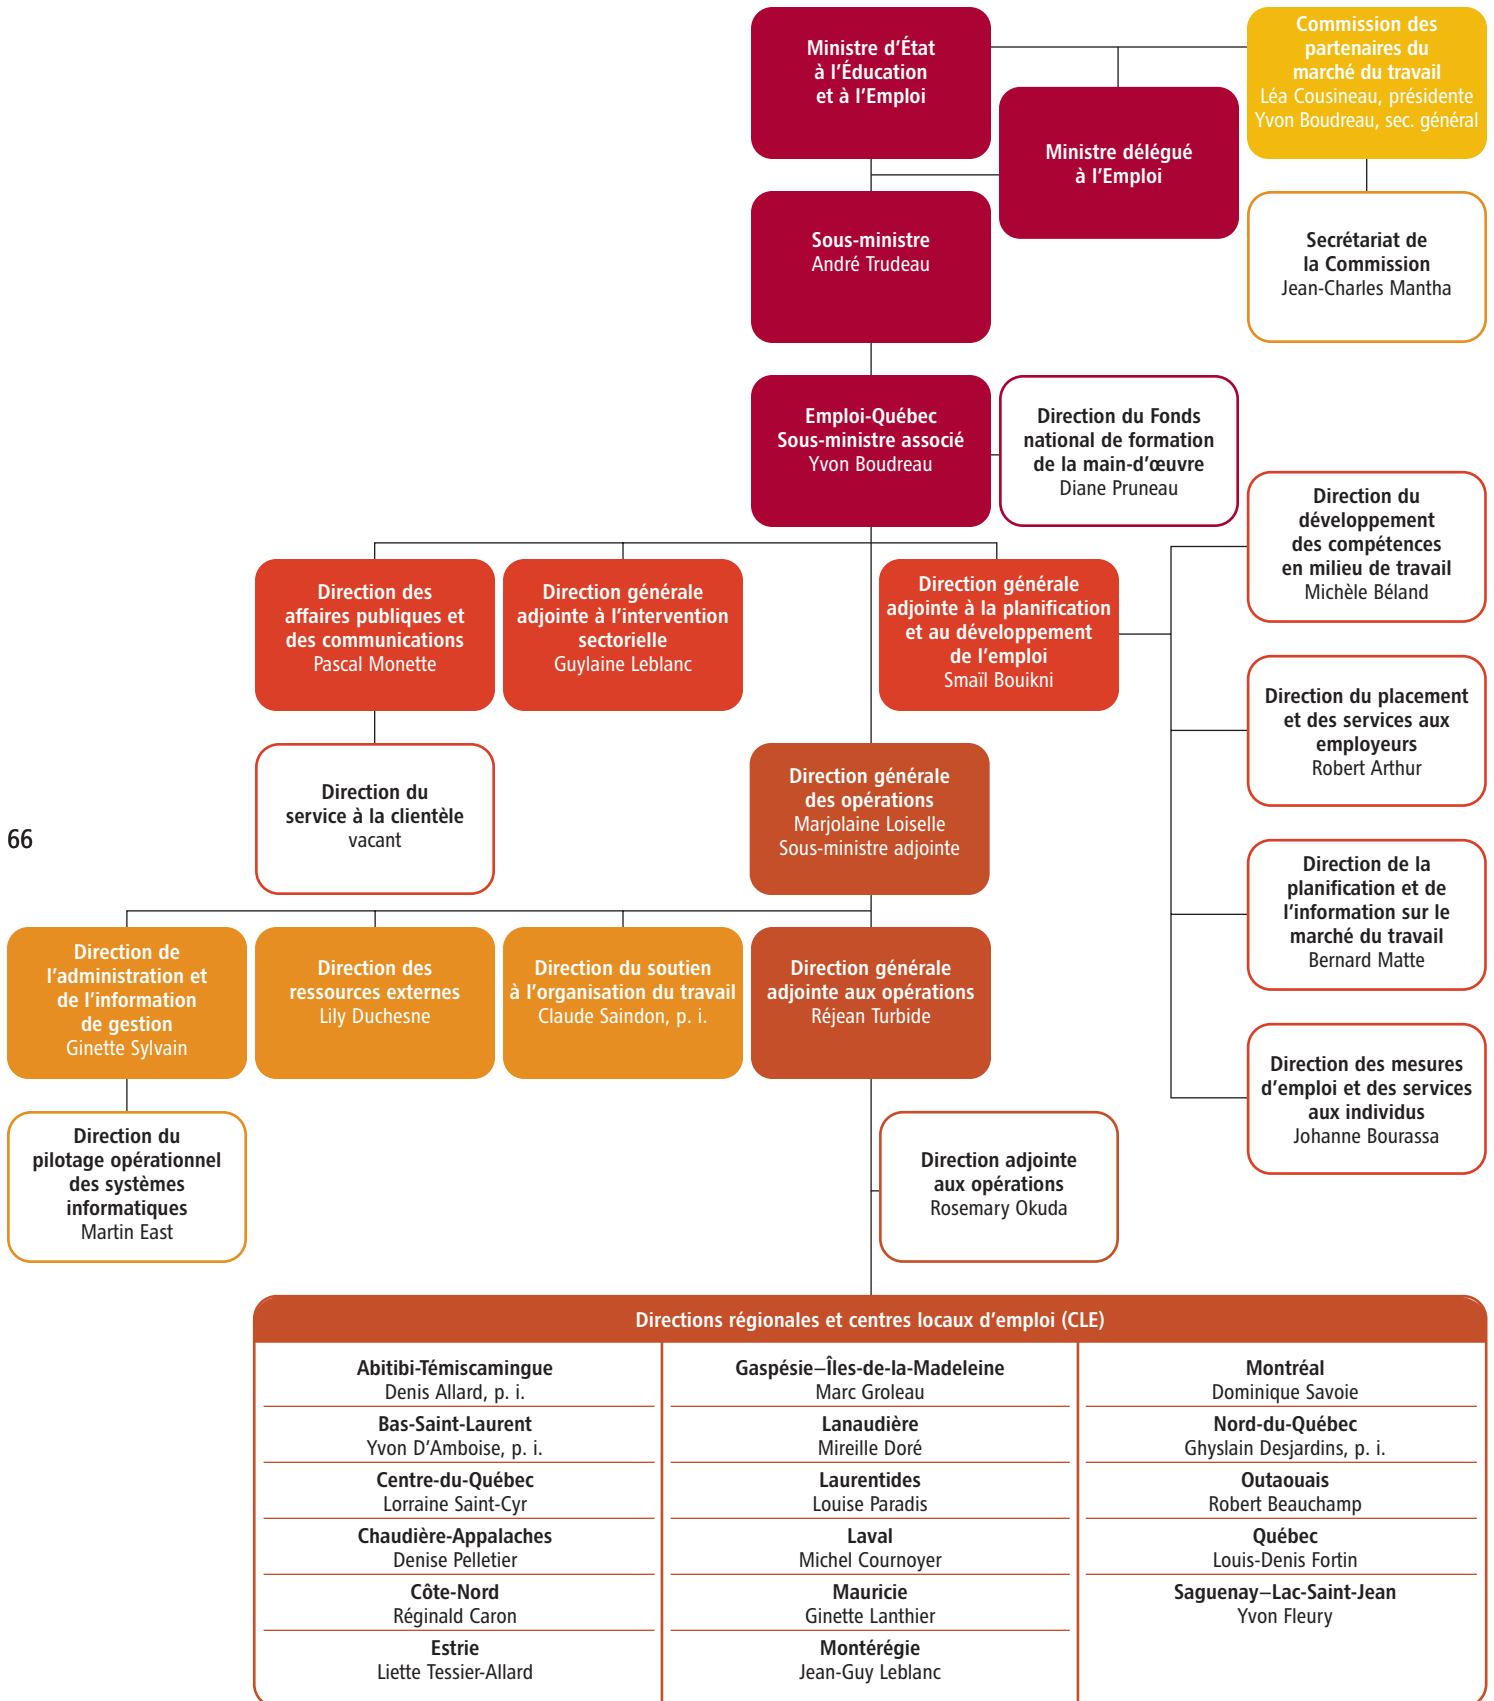 Ministre d'État
à l'Éducation
et à l'Emploi
Commission des
partenaires du
marché du travail
Léa Cousineau, présidente
Yvon Boudreau, sec. général
Ministre délégué
à l'Emploi
Sous-ministre
André Trudeau
Secrétariat de
la Commission
Jean-Charles Mantha
Emploi-Québec
Sous-ministre associé
Yvon Boudreau
Direction du Fonds
national de formation
de la main-d'œuvre
Diane Pruneau
Direction du
développement
des compétences
en milieu de travail
Michèle Béland
Direction des
affaires publiques et
des communications
Pascal Monette
Direction générale
adjointe à l'intervention
sectorielle
Guylaine Leblanc
Direction générale
adjointe à la planification
et au développement
de l'emploi
Smaïl Bouikni
Direction du placement
et des services aux
employeurs
Robert Arthur
Direction du
service à la clientèle
vacant
Direction générale
des opérations
Marjolaine Loiselle
Sous-ministre adjointe
66
Direction de la
planification et de
l'information sur le
marché du travail
Bernard Matte
Direction de
l'administration et
de l'information
de gestion
Ginette Sylvain
Direction des
ressources externes
Lily Duchesne
Direction du soutien
à l'organisation du travail
Claude Saindon, p. i.
Direction générale
adjointe aux opérations
Réjean Turbide
Direction des mesures
d'emploi et des services
aux individus
Johanne Bourassa
Direction du
pilotage opérationnel
des systèmes
informatiques
Martin East
Direction adjointe
aux opérations
Rosemary Okuda
Directions régionales et centres locaux d'emploi (CLE)
Abitibi-Témiscamingue
Denis Allard, p. i.
Bas-Saint-Laurent
Yvon D'Amboise, p. i.
Centre-du-Québec
Lorraine Saint-Cyr
Chaudière-Appalaches
Denise Pelletier
Côte-Nord
Réginald Caron
Estrie
Liette Tessier-Allard
Gaspésie–Îles-de-la-Madeleine
Marc Groleau
Lanaudière
Mireille Doré
Laurentides
Louise Paradis
Laval
Michel Cournoyer
Mauricie
Ginette Lanthier
Montérégie
Jean-Guy Leblanc
Montréal
Dominique Savoie
Nord-du-Québec
Ghyslain Desjardins, p. i.
Outaouais
Robert Beauchamp
Québec
Louis-Denis Fortin
Saguenay–Lac-Saint-Jean
Yvon Fleury